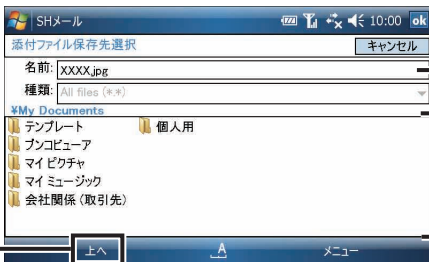 SHメール 10:00 ok
添付ファイル保存先選択 キャンセル
名前: XXXX.jpg
種類: All files (*.*)
¥My Documents
テンプレート 個人用
ブンコビューア
マイ ピクチャ
マイ ミュージック
会社関係（取引先）
上へ A メニュー